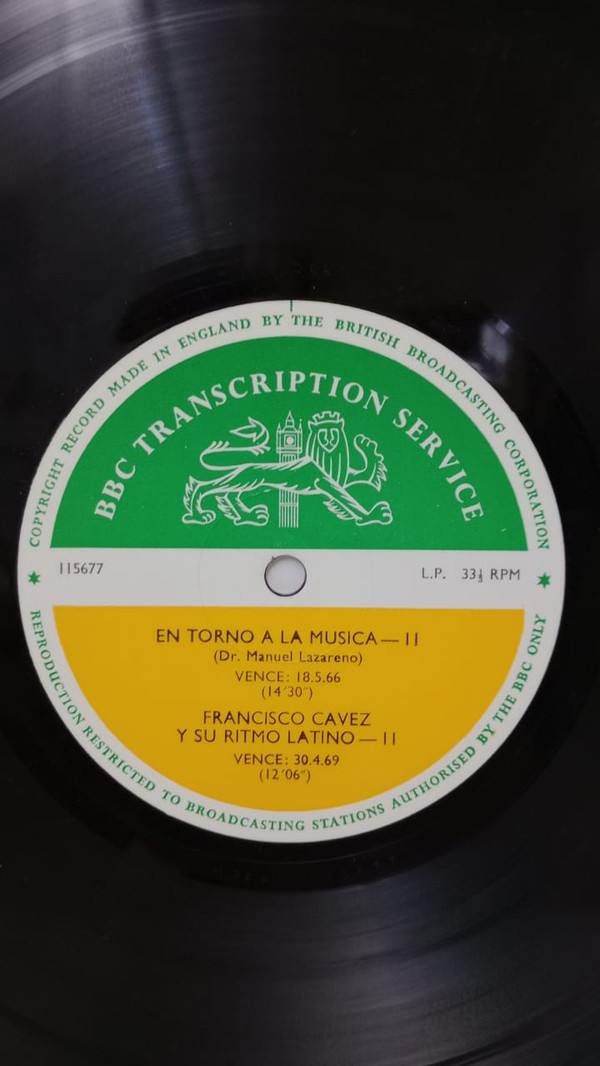 COPYRIGHT RECORD MADE IN ENGLAND BY THE BRITISH BROADCASTING CORPORATION
BBC TRANSCRIPTION SERVICE
115677
L.P. 33⅓ RPM
EN TORNO A LA MUSICA — 11
(Dr. Manuel Lazareno)
VENCE: 18.5.66
(14'30")
FRANCISCO CAVEZ
Y SU RITMO LATINO — 11
VENCE: 30.4.69
(12'06")
REPRODUCTION RESTRICTED TO BROADCASTING STATIONS AUTHORISED BY THE BBC ONLY